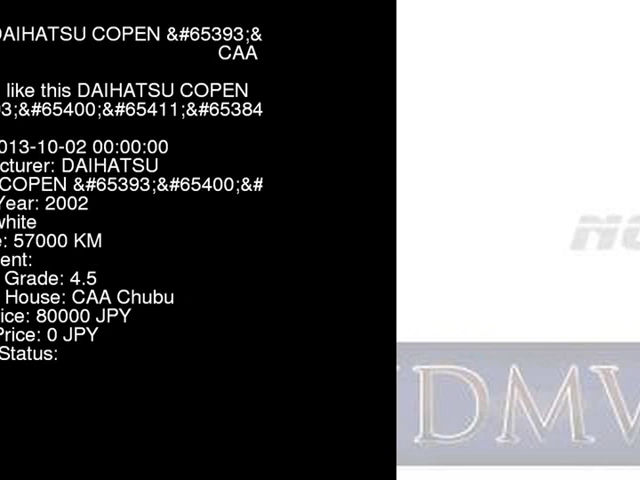 DAIHATSU COPEN &#65393;&
CAA
like this DAIHATSU COPEN
3;&#65400;&#65411;&#65384
013-10-02 00:00:00
cturer: DAIHATSU
COPEN &#65393;&#65400;&#
Year: 2002
white
e: 57000 KM
ent:
Grade: 4.5
House: CAA Chubu
ice: 80000 JPY
Price: 0 JPY
Status:
NO
DMV